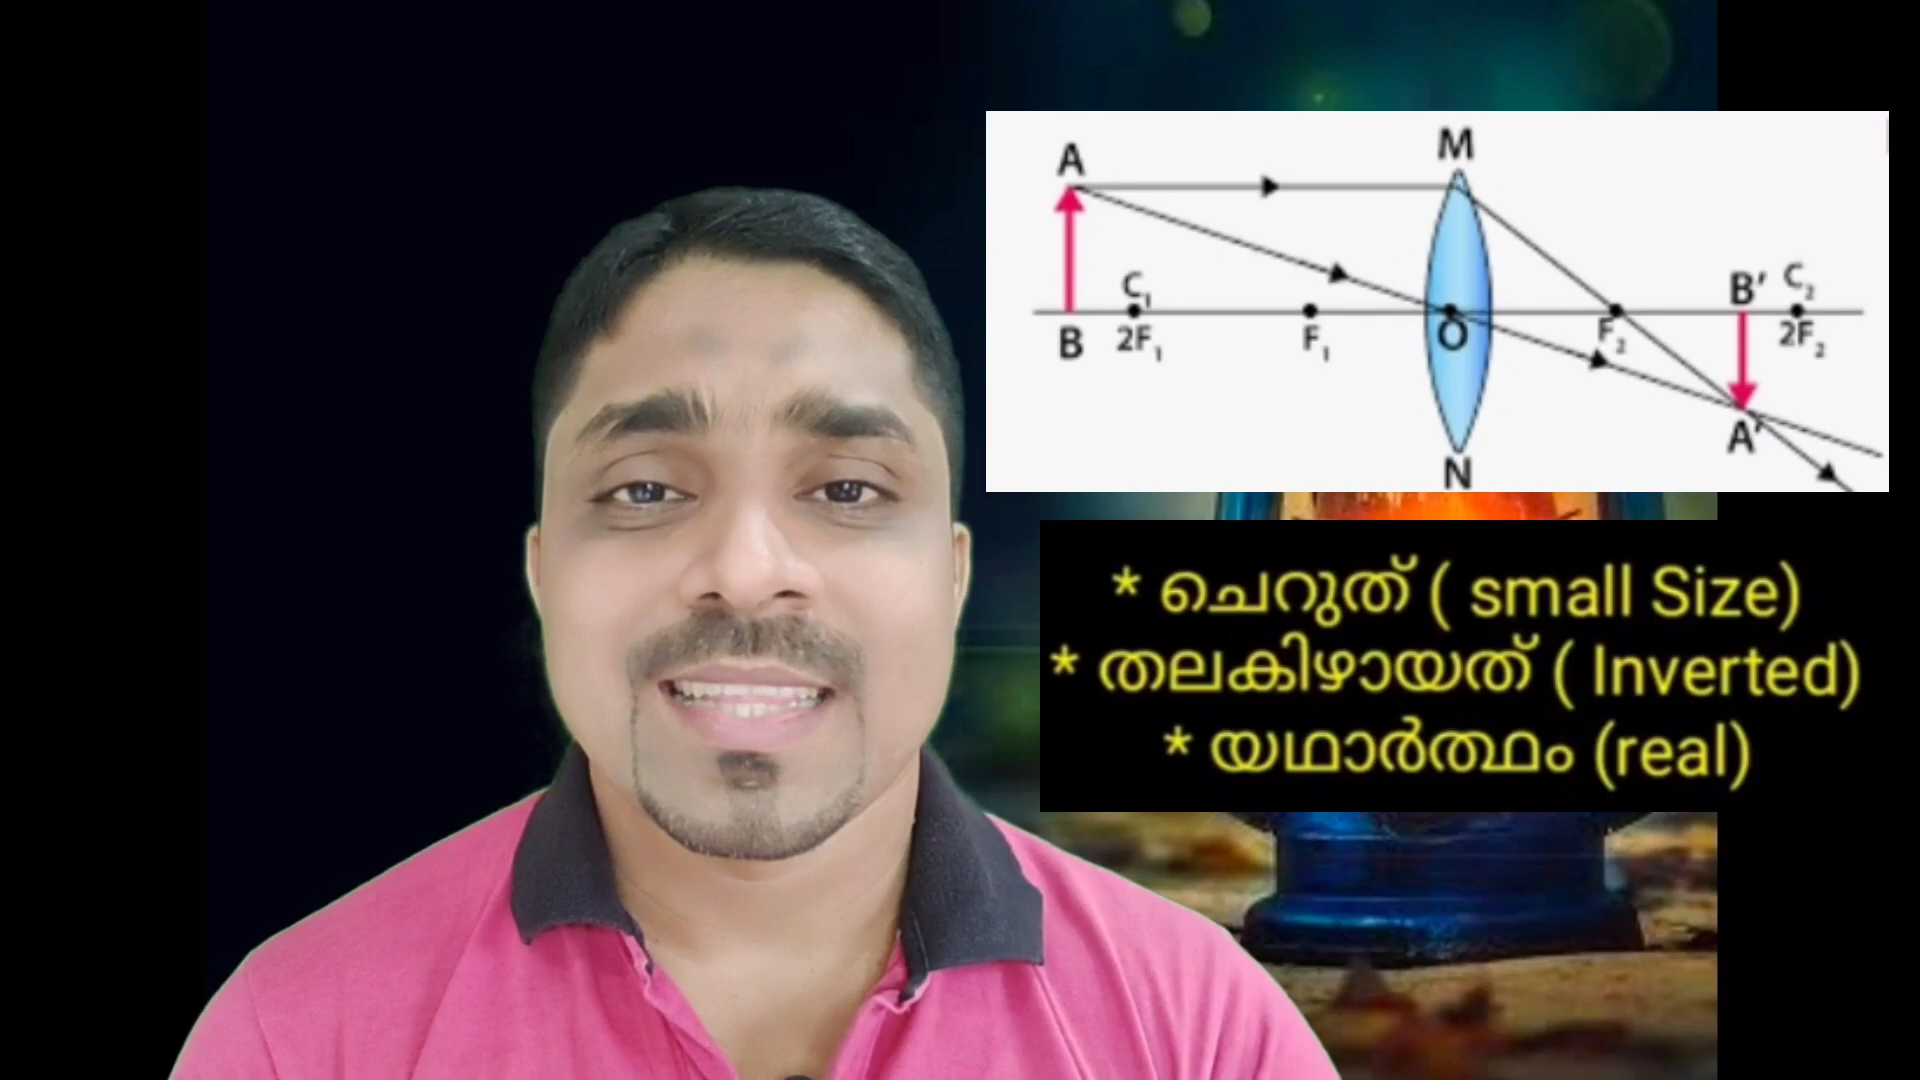 A
M
C₁
B
2F₁
F₁
O
F₂
B′
C₂
2F₂
A′
N
* ചെറുത് ( small Size)
* തലകിഴായത് ( Inverted)
* യഥാർത്ഥം (real)